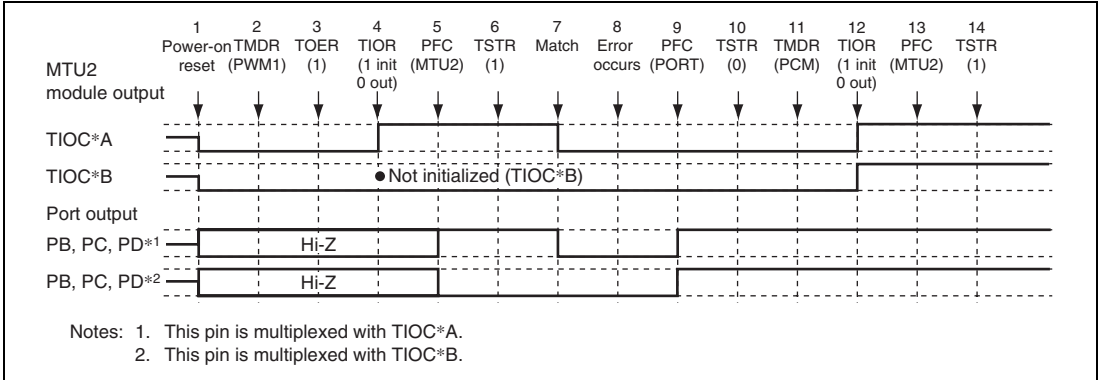 1 2 3 4 5 6 7 8 9 10 11 12 13 14
Power-on TMDR TOER TIOR PFC TSTR Match Error PFC TSTR TMDR TIOR PFC TSTR
reset (PWM1) (1) (1 init (MTU2) (1) occurs (PORT) (0) (PCM) (1 init (MTU2) (1)
0 out) 0 out)
MTU2
module output
TIOC*A
TIOC*B
Not initialized (TIOC*B)
Port output
PB, PC, PD*1
Hi-Z
PB, PC, PD*2
Hi-Z
Notes: 1. This pin is multiplexed with TIOC*A.
2. This pin is multiplexed with TIOC*B.